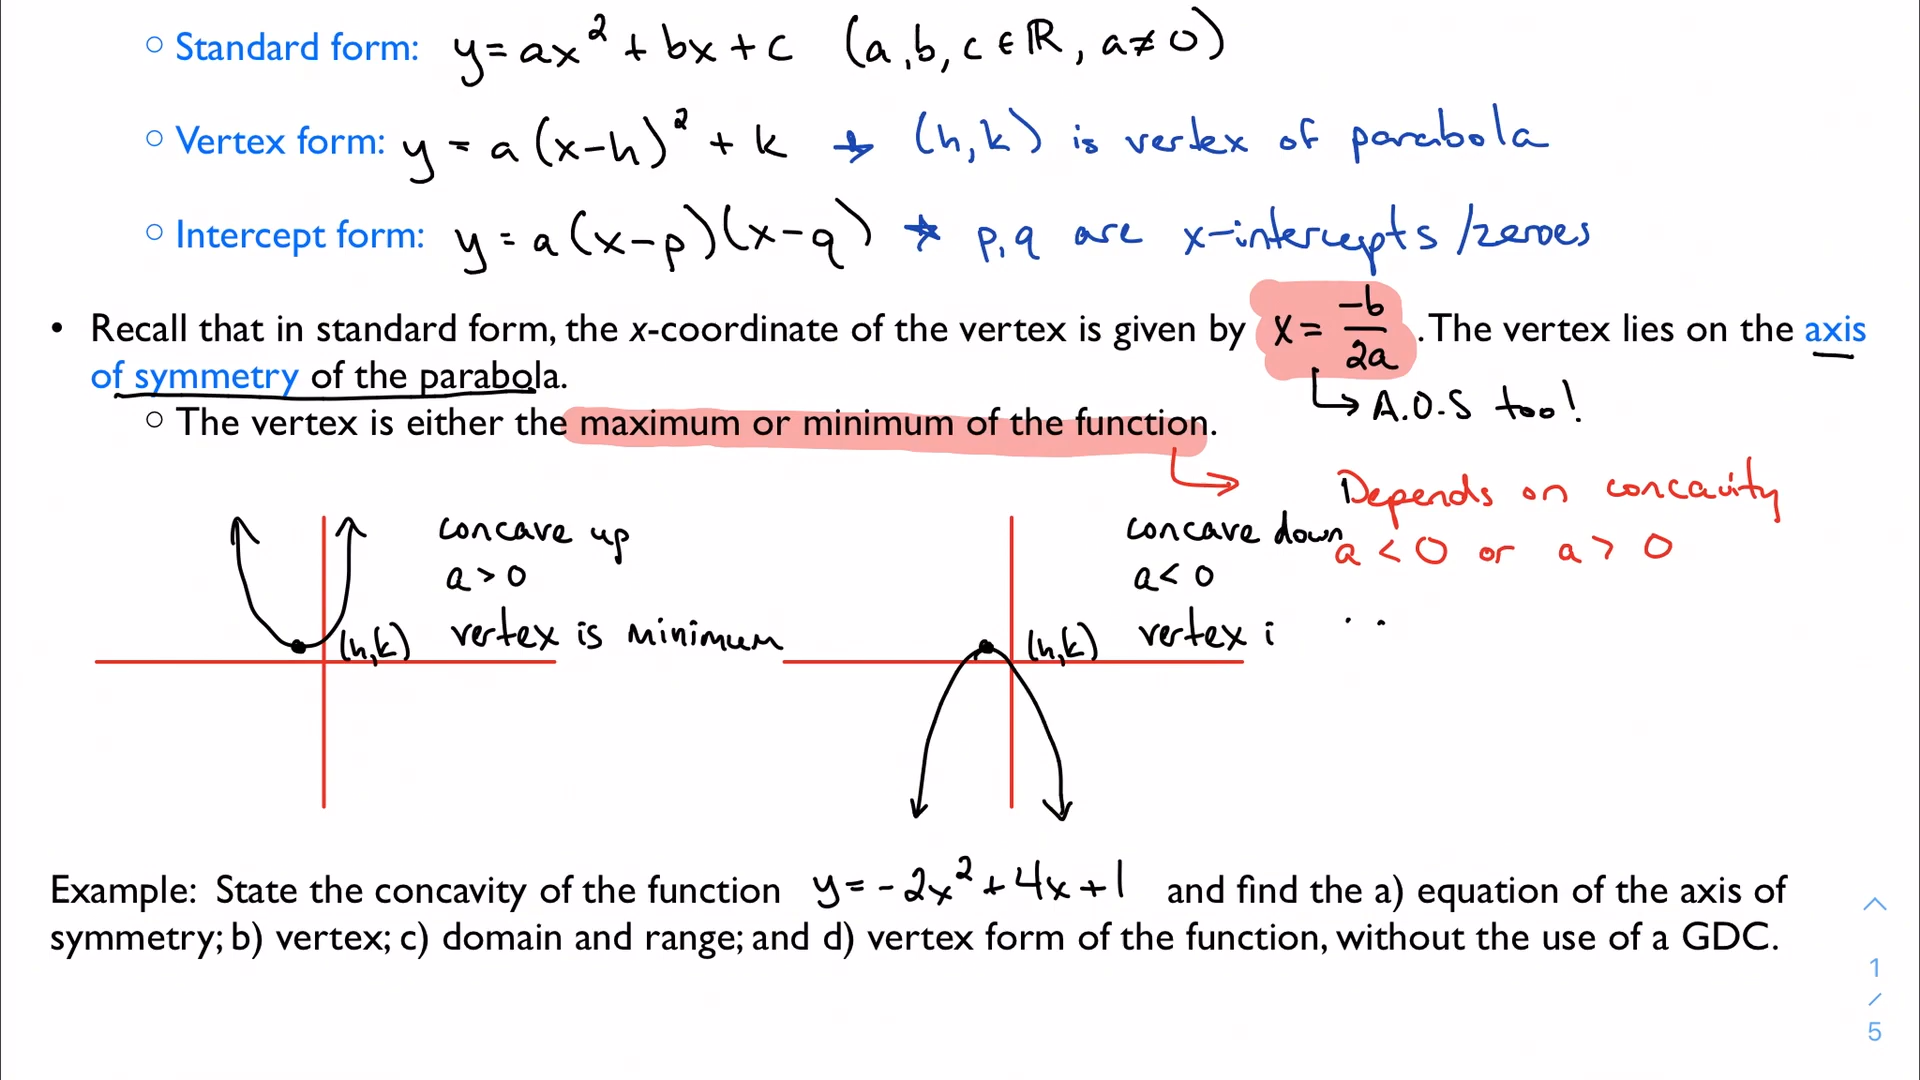 ○ Standard form: y = ax² + bx + c (a, b, c ∈ ℝ, a ≠ 0)
○ Vertex form: y = a(x-h)² + k → (h, k) is vertex of parabola
○ Intercept form: y = a(x-p)(x-q) * p, q are x-intercepts / zeroes
• Recall that in standard form, the x-coordinate of the vertex is given by x = -b/2a. The vertex lies on the axis
of symmetry of the parabola.
↳ A.O.S too!
○ The vertex is either the maximum or minimum of the function.
↳ Depends on concavity
a < 0 or a > 0
concave up
a > 0
vertex is minimum
(h,k)
concave down
a < 0
vertex i
(h,k)
Example: State the concavity of the function y = -2x² + 4x + 1 and find the a) equation of the axis of
symmetry; b) vertex; c) domain and range; and d) vertex form of the function, without the use of a GDC.
1
/
5